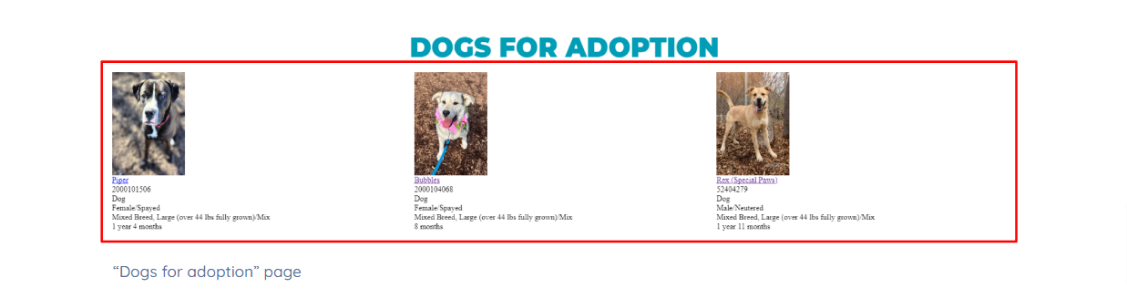 DOGS FOR ADOPTION
Piper
2000101506
Dog
Female/Spayed
Mixed Breed, Large (over 44 lbs fully grown)/Mix
1 year 4 months
Bubbles
2000104068
Dog
Female/Spayed
Mixed Breed, Large (over 44 lbs fully grown)/Mix
8 months
Rex (Special Paws)
52404279
Dog
Male/Neutered
Mixed Breed, Large (over 44 lbs fully grown)/Mix
1 year 11 months
“Dogs for adoption” page